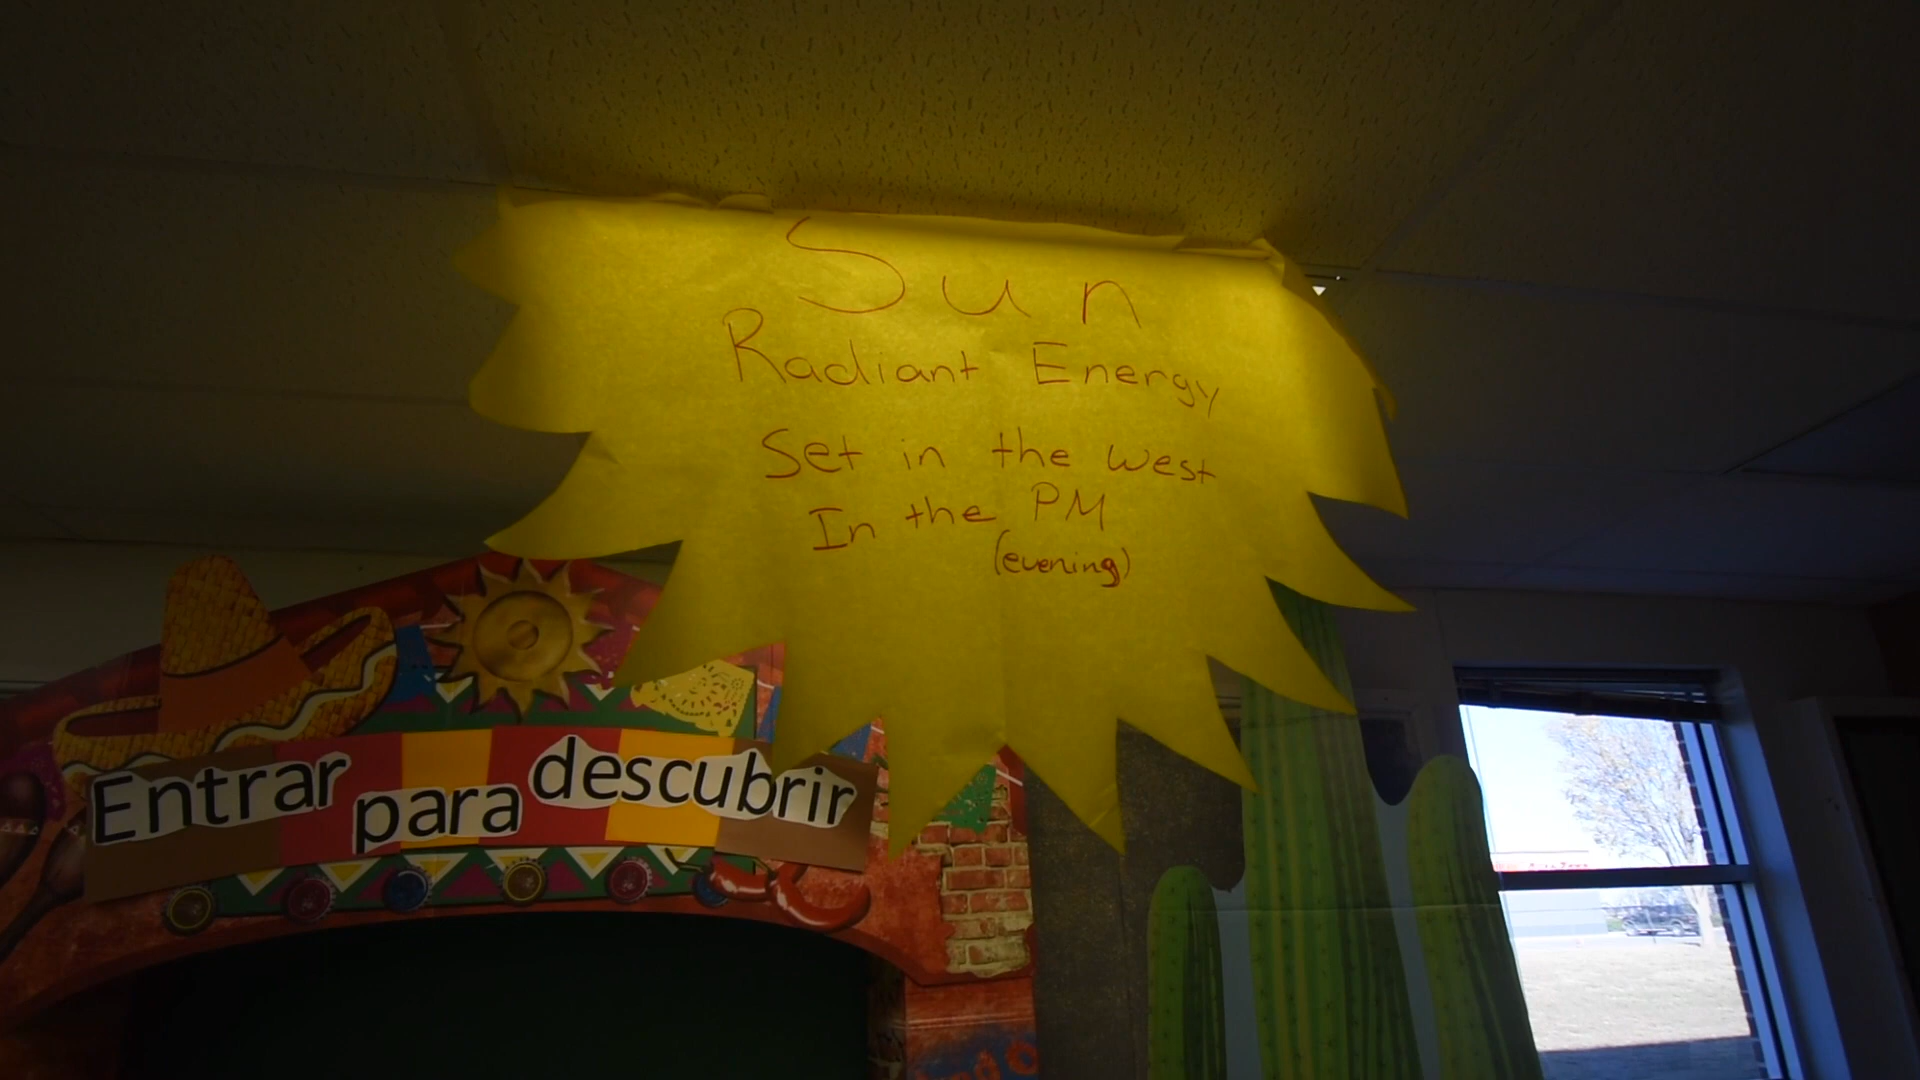 Sun
Radiant Energy
Set in the west
In the PM
(evening)
Entrar para descubrir